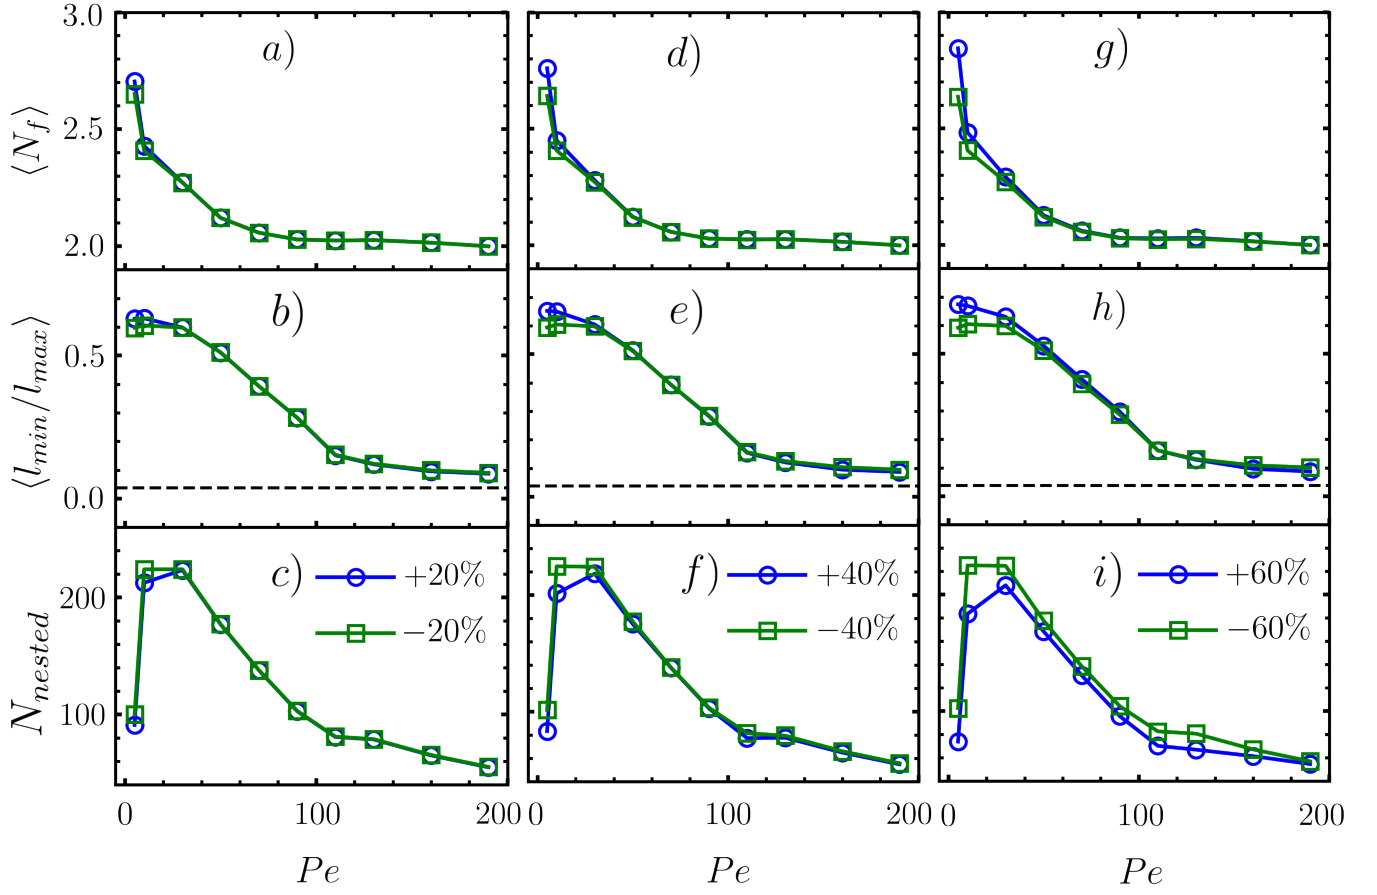 3.0
2.5
2.0
⟨N_f⟩
a)
d)
g)
0.5
0.0
⟨l_min/l_max⟩
b)
e)
h)
200
100
N_nested
c)
+20%
−20%
f)
+40%
−40%
i)
+60%
−60%
0 100 200 0 100 200 0 100 200
Pe Pe Pe